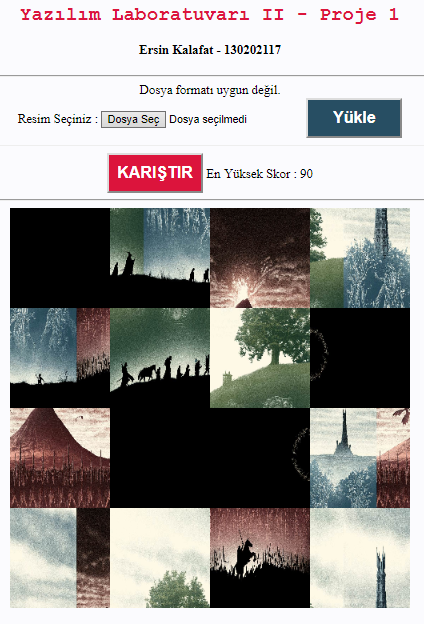 Yazılım Laboratuvarı II - Proje 1
Ersin Kalafat - 130202117
Dosya formatı uygun değil.
Resim Seçiniz : Dosya Seç Dosya seçilmedi
Yükle
KARIŞTIR En Yüksek Skor : 90